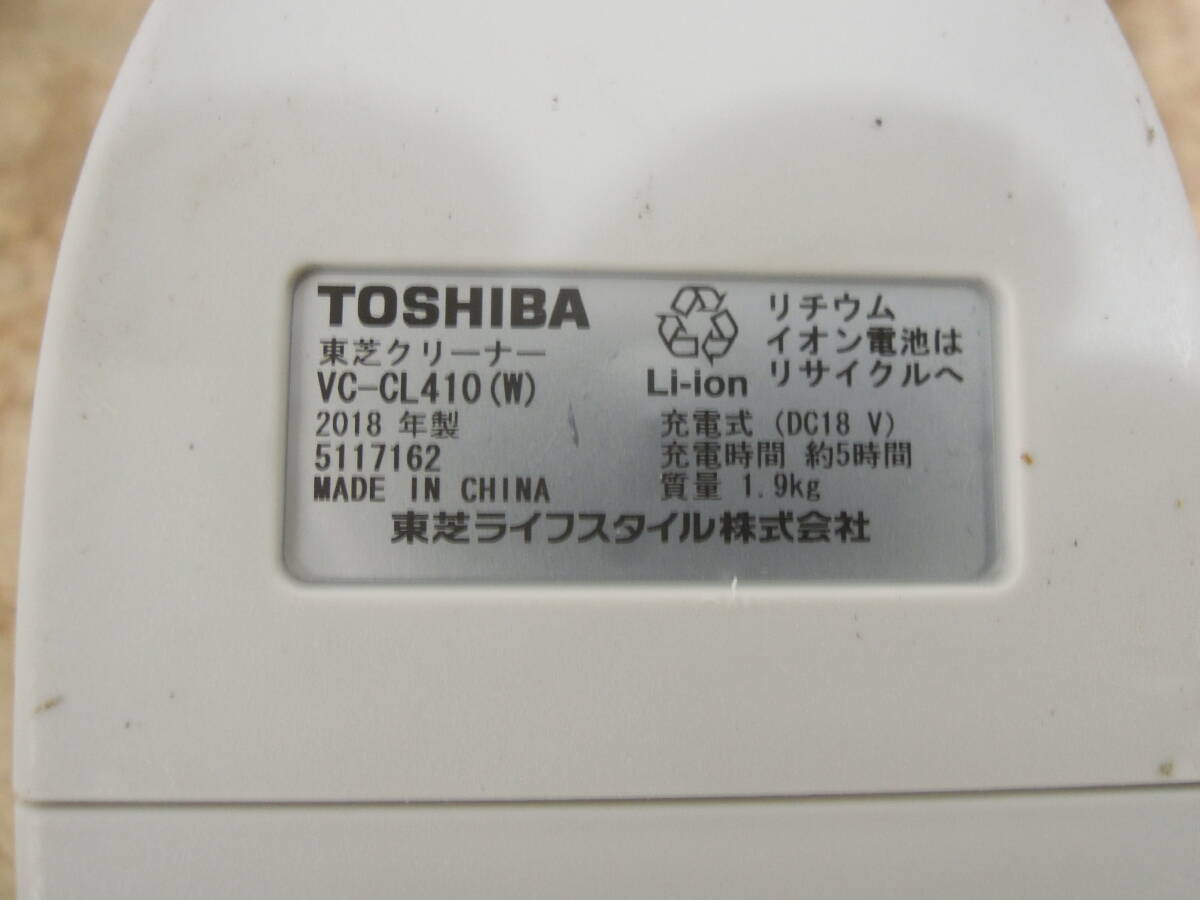 TOSHIBA
東芝クリーナー
VC-CL410(W)
2018 年製
5117162
MADE IN CHINA
Li-ion
リチウム
イオン電池は
リサイクルへ
充電式 (DC18 V)
充電時間 約5時間
質量 1.9kg
東芝ライフスタイル株式会社